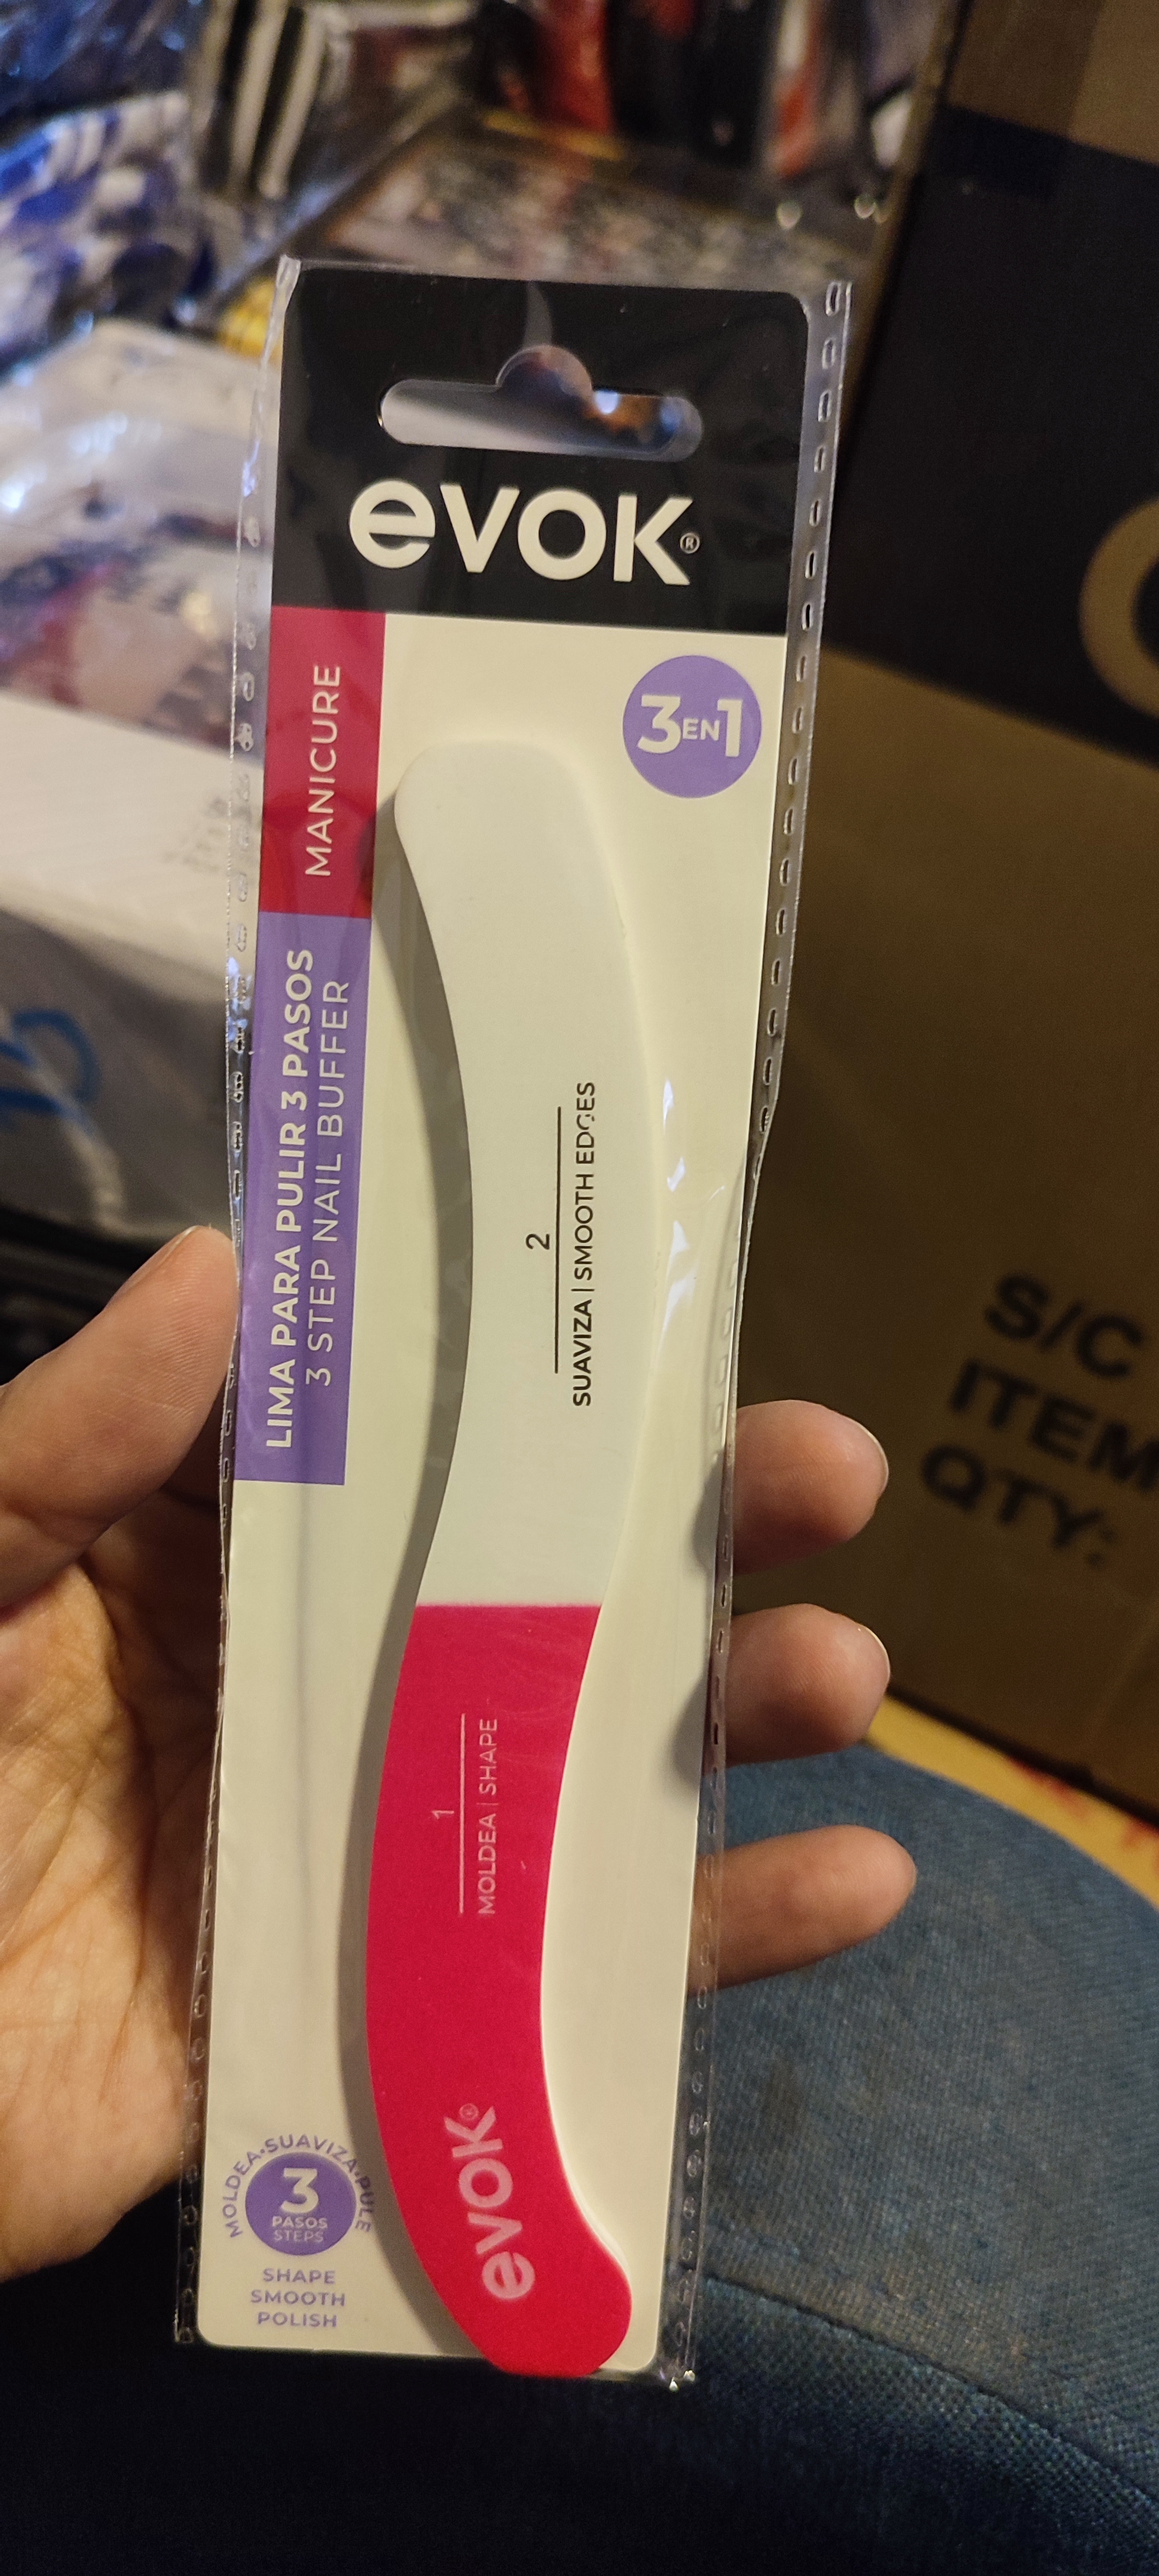 evok®
MANICURE
3EN1
LIMA PARA PULIR 3 PASOS
3 STEP NAIL BUFFER
2
SUAVIZA | SMOOTH EDGES
1
MOLDEA | SHAPE
evok®
MOLDEA•SUAVIZA•PULE
3
PASOS
STEPS
SHAPE
SMOOTH
POLISH
S/C
ITEM
QTY: